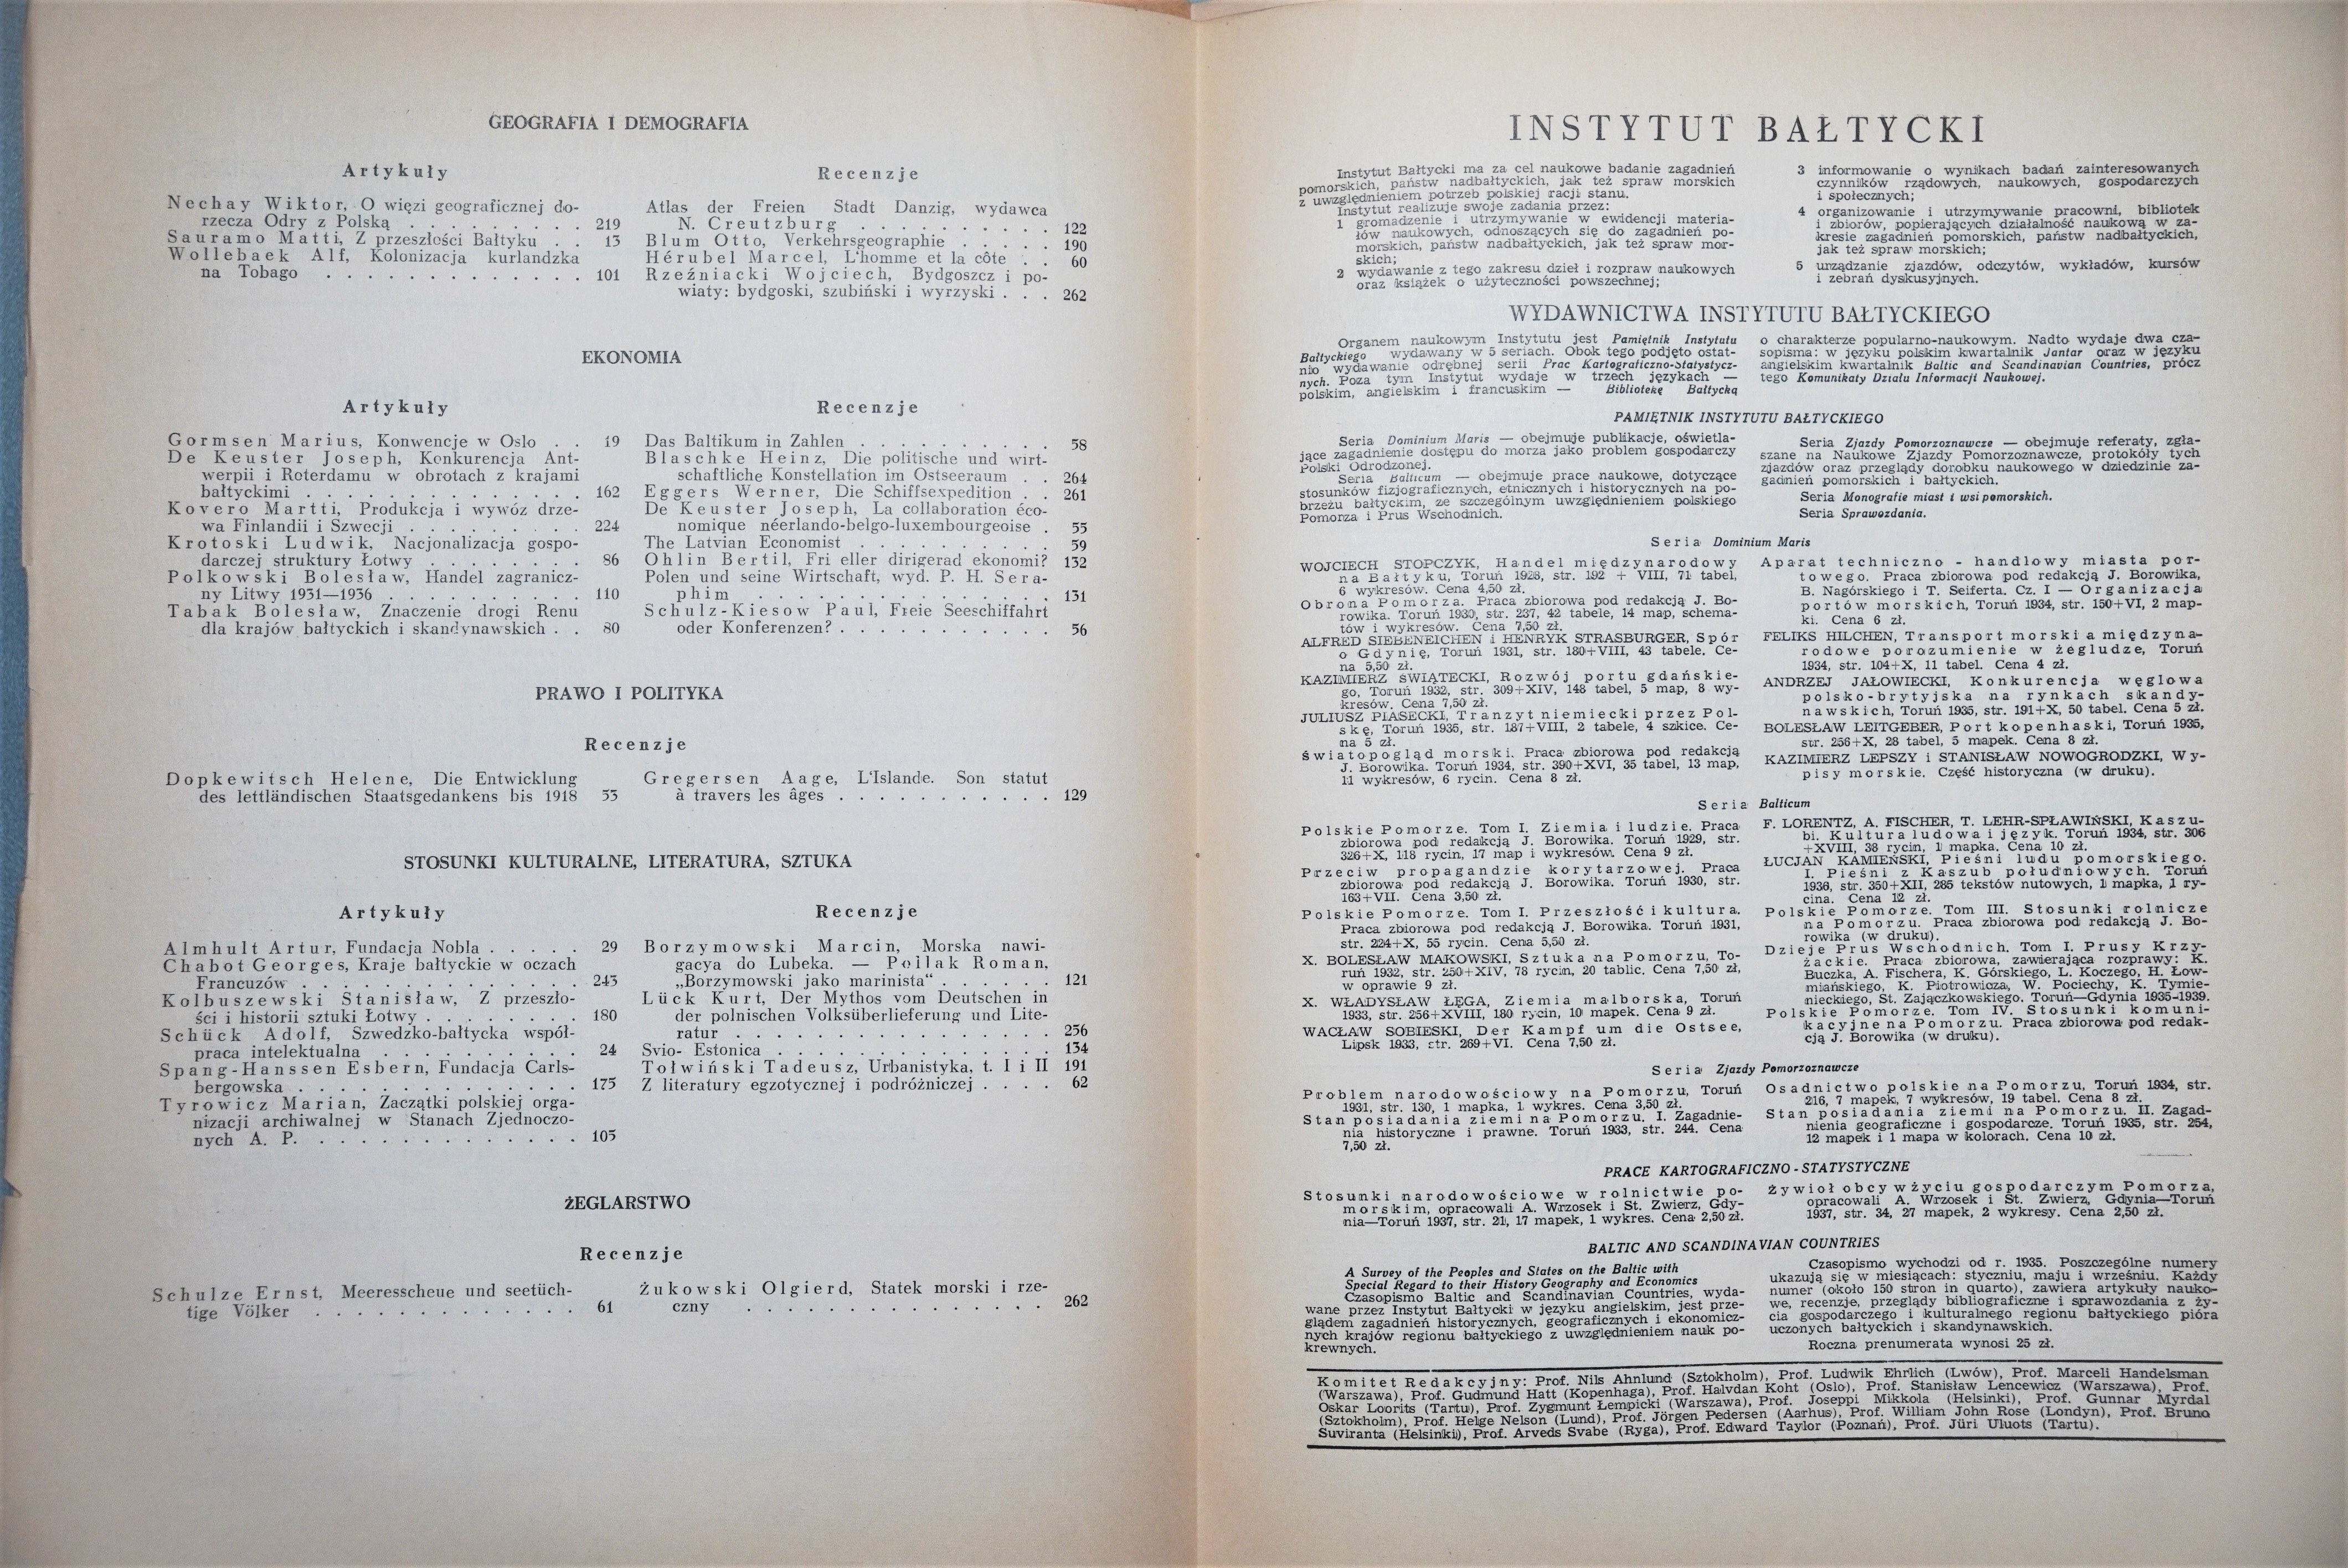 GEOGRAFIA I DEMOGRAFIA
Artykuły
Nechay Wiktor, O więzi geograficznej do-
rzecza Odry z Polską . . . . . . . . . 219
Sauramo Matti, Z przeszłości Bałtyku . . 13
Wollebaek Alf, Kolonizacja kurlandzka
na Tobago . . . . . . . . . . . . 101
Recenzje
Atlas der Freien Stadt Danzig, wydawca
N. Creutzburg . . . . . . . . . . 122
Blum Otto, Verkehrsgeographie . . . . . 190
Hérubel Marcel, L'homme et la côte . . 60
Rzeźniacki Wojciech, Bydgoszcz i po-
wiaty: bydgoski, szubiński i wyrzyski . . . 262
EKONOMIA
Artykuły
Gormsen Marius, Konwencje w Oslo . . 19
De Keuster Joseph, Konkurencja Ant-
werpii i Roterdamu w obrotach z krajami
bałtyckimi . . . . . . . . . . . . . 162
Kovero Martti, Produkcja i wywóz drze-
wa Finlandii i Szwecji . . . . . . . . 224
Krotoski Ludwik, Nacjonalizacja gospo-
darczej struktury Łotwy . . . . . . . . 86
Polkowski Bolesław, Handel zagranicz-
ny Litwy 1931—1936 . . . . . . . . . 110
Tabak Bolesław, Znaczenie drogi Renu
dla krajów bałtyckich i skandynawskich . . 80
Recenzje
Das Baltikum in Zahlen . . . . . . . . . . 58
Blaschke Heinz, Die politische und wirt-
schaftliche Konstellation im Ostseeraum . . 264
Eggers Werner, Die Schiffsexpedition . . 261
De Keuster Joseph, La collaboration éco-
nomique néerlando-belgo-luxembourgeoise . 55
The Latvian Economist . . . . . . . . . . 59
Ohlin Bertil, Fri eller dirigerad ekonomi? 132
Polen und seine Wirtschaft, wyd. P. H. Sera-
phim . . . . . . . . . . . . . . 131
Schulz-Kiesow Paul, Freie Seeschiffahrt
oder Konferenzen? . . . . . . . . . . 56
PRAWO I POLITYKA
Recenzje
Dopkewitsch Helene, Die Entwicklung
des lettländischen Staatsgedankens bis 1918 53
Gregersen Aage, L'Islande. Son statut
à travers les âges . . . . . . . . . . . 129
STOSUNKI KULTURALNE, LITERATURA, SZTUKA
Artykuły
Almhult Artur, Fundacja Nobla . . . . . 29
Chabot Georges, Kraje bałtyckie w oczach
Francuzów . . . . . . . . . . . . . 243
Kolbuszewski Stanisław, Z przeszło-
ści i historii sztuki Łotwy . . . . . . . . 180
Schück Adolf, Szwedzko-bałtycka współ-
praca intelektualna . . . . . . . . . . 24
Spang-Hanssen Esbern, Fundacja Carls-
bergowska . . . . . . . . . . . . . . 175
Tyrowicz Marian, Zaczątki polskiej orga-
nizacji archiwalnej w Stanach Zjednoczo-
nych A. P. . . . . . . . . . . . . . 105
Recenzje
Borzymowski Marcin, Morska nawi-
gacya do Lubeka. — Pollak Roman,
„Borzymowski jako marinista“ . . . . . . 121
Lück Kurt, Der Mythos vom Deutschen in
der polnischen Volksüberlieferung und Lite-
ratur . . . . . . . . . . . . . . . 256
Svio- Estonica . . . . . . . . . . . . . . 134
Tołwiński Tadeusz, Urbanistyka, t. I i II 191
Z literatury egzotycznej i podróżniczej . . . . 62
ŻEGLARSTWO
Recenzje
Schulze Ernst, Meeresscheue und seetüch-
tige Völker . . . . . . . . . . . . . 61
Żukowski Olgierd, Statek morski i rze-
czny . . . . . . . . . . . . . . . 262
INSTYTUT BAŁTYCKI
Instytut Bałtycki ma za cel naukowe badanie zagadnień
pomorskich, państw nadbałtyckich, jak też spraw morskich
z uwzględnieniem potrzeb polskiej racji stanu.
Instytut realizuje swoje zadania przez:
1 gromadzenie i utrzymywanie w ewidencji materia-
łów naukowych, odnoszących się do zagadnień po-
morskich, państw nadbałtyckich, jak też spraw mor-
skich;
2 wydawanie z tego zakresu dzieł i rozpraw naukowych
oraz książek o użyteczności powszechnej;
3 informowanie o wynikach badań zainteresowanych
czynników rządowych, naukowych, gospodarczych
i społecznych;
4 organizowanie i utrzymywanie pracowni, bibliotek
i zbiorów, popierających działalność naukową w za-
kresie zagadnień pomorskich, państw nadbałtyckich,
jak też spraw morskich;
5 urządzanie zjazdów, odczytów, wykładów, kursów
i zebrań dyskusyjnych.
WYDAWNICTWA INSTYTUTU BAŁTYCKIEGO
Organem naukowym Instytutu jest Pamiętnik Instytutu
Bałtyckiego wydawany w 5 seriach. Obok tego podjęto ostat-
nio wydawanie odrębnej serii Prac Kartograficzno-Statystycz-
nych. Poza tym Instytut wydaje w trzech językach —
polskim, angielskim i francuskim — Bibliotekę Bałtycką
o charakterze popularno-naukowym. Nadto wydaje dwa cza-
sopisma: w języku polskim kwartalnik Jantar oraz w języku
angielskim kwartalnik Baltic and Scandinavian Countries, prócz
tego Komunikaty Działu Informacji Naukowej.
PAMIĘTNIK INSTYTUTU BAŁTYCKIEGO
Seria Dominium Maris — obejmuje publikacje, oświetla-
jące zagadnienie dostępu do morza jako problem gospodarczy
Polski Odrodzonej.
Seria Balticum — obejmuje prace naukowe, dotyczące
stosunków fizjograficznych, etnicznych i historycznych na po-
brzeżu bałtyckim, ze szczególnym uwzględnieniem polskiego
Pomorza i Prus Wschodnich.
Seria Zjazdy Pomorzoznawcze — obejmuje referaty, zgła-
szane na Naukowe Zjazdy Pomorzoznawcze, protokóły tych
zjazdów oraz przeglądy dorobku naukowego w dziedzinie za-
gadnień pomorskich i bałtyckich.
Seria Monografie miast i wsi pomorskich.
Seria Sprawozdania.
Seria Dominium Maris
WOJCIECH STOPCZYK, Handel międzynarodowy
na Bałtyku, Toruń 1928, str. 192 + VIII, 71 tabel,
6 wykresów. Cena 4,50 zł.
Obrona Pomorza. Praca zbiorowa pod redakcją J. Bo-
rowika. Toruń 1930, str. 237, 42 tabele, 14 map, schema-
tów i wykresów. Cena 7,50 zł.
ALFRED SIEBENEICHEN i HENRYK STRASBURGER, Spór
o Gdynię, Toruń 1931, str. 180+VIII, 43 tabele. Ce-
na 5,50 zł.
KAZIMIERZ ŚWIĄTECKI, Rozwój portu gdańskie-
go, Toruń 1932, str. 309+XIV, 148 tabel, 5 map, 8 wy-
kresów. Cena 7,50 zł.
JULIUSZ PIASECKI, Tranzyt niemiecki przez Pol-
skę, Toruń 1935, str. 187+VIII, 2 tabele, 4 szkice. Ce-
na 5 zł.
Światopogląd morski. Praca zbiorowa pod redakcją
J. Borowika. Toruń 1934, str. 390+XVI, 35 tabel, 13 map,
11 wykresów, 6 rycin. Cena 8 zł.
Aparat techniczno - handlowy miasta por-
towego. Praca zbiorowa pod redakcją J. Borowika,
B. Nagórskiego i T. Seiferta. Cz. I — Organizacja
portów morskich, Toruń 1934, str. 150+VI, 2 map-
ki. Cena 6 zł.
FELIKS HILCHEN, Transport morski a międzyna-
rodowe porozumienie w żegludze, Toruń
1934, str. 104+X, 11 tabel. Cena 4 zł.
ANDRZEJ JAŁOWIECKI, Konkurencja węglowa
polsko-brytyjska na rynkach skandy-
nawskich, Toruń 1935, str. 191+X, 50 tabel. Cena 5 zł.
BOLESŁAW LEITGEBER, Port kopenhaski, Toruń 1935,
str. 256+X, 28 tabel, 5 mapek. Cena 8 zł.
KAZIMIERZ LEPSZY i STANISŁAW NOWOGRODZKI, Wy-
pisy morskie. Część historyczna (w druku).
Seria Balticum
Polskie Pomorze. Tom I. Ziemia i ludzie. Praca
zbiorowa pod redakcją J. Borowika. Toruń 1929, str.
326+X, 118 rycin, 17 map i wykresów. Cena 9 zł.
Przeciw propagandzie korytarzowej. Praca
zbiorowa pod redakcją J. Borowika. Toruń 1930, str.
163+VII. Cena 3,50 zł.
Polskie Pomorze. Tom I. Przeszłość i kultura.
Praca zbiorowa pod redakcją J. Borowika. Toruń 1931,
str. 224+X, 55 rycin. Cena 5,50 zł.
X. BOLESŁAW MAKOWSKI, Sztuka na Pomorzu, To-
ruń 1932, str. 250+XIV, 78 rycin, 20 tablic. Cena 7,50 zł,
w oprawie 9 zł.
X. WŁADYSŁAW ŁĘGA, Ziemia malborska, Toruń
1933, str. 256+XVIII, 180 rycin, 10 mapek. Cena 9 zł.
WACŁAW SOBIESKI, Der Kampf um die Ostsee,
Lipsk 1933, str. 269+VI. Cena 7,50 zł.
F. LORENTZ, A. FISCHER, T. LEHR-SPŁAWIŃSKI, Kaszu-
bi. Kultura ludowa i język. Toruń 1934, str. 306
+XVIII, 38 rycin, 1 mapka. Cena 10 zł.
ŁUCJAN KAMIEŃSKI, Pieśni ludu pomorskiego.
I. Pieśni z Kaszub południowych. Toruń
1936, str. 350+XII, 285 tekstów nutowych, 1 mapka, 1 ry-
cina. Cena 12 zł.
Polskie Pomorze. Tom III. Stosunki rolnicze
na Pomorzu. Praca zbiorowa pod redakcją J. Bo-
rowika (w druku).
Dzieje Prus Wschodnich. Tom I. Prusy Krzy-
żackie. Praca zbiorowa, zawierająca rozprawy: K.
Buczka, A. Fischera, K. Górskiego, L. Koczego, H. Łow-
miańskiego, K. Piotrowicza, W. Pociechy, K. Tymie-
nieckiego, St. Zajączkowskiego. Toruń—Gdynia 1935-1939.
Polskie Pomorze. Tom IV. Stosunki komuni-
kacyjne na Pomorzu. Praca zbiorowa pod redak-
cją J. Borowika (w druku).
Seria Zjazdy Pomorzoznawcze
Problem narodowościowy na Pomorzu, Toruń
1931, str. 130, 1 mapka, 1 wykres. Cena 3,50 zł.
Stan posiadania ziemi na Pomorzu. I. Zagadnie-
nia historyczne i prawne. Toruń 1933, str. 244. Cena
7,50 zł.
Osadnictwo polskie na Pomorzu, Toruń 1934, str.
216, 7 mapek, 7 wykresów, 19 tabel. Cena 8 zł.
Stan posiadania ziemi na Pomorzu. II. Zagad-
nienia geograficzne i gospodarcze. Toruń 1935, str. 254,
12 mapek i 1 mapa w kolorach. Cena 10 zł.
PRACE KARTOGRAFICZNO - STATYSTYCZNE
Stosunki narodowościowe w rolnictwie po-
morskim, opracowali A. Wrzosek i St. Zwierz, Gdy-
nia—Toruń 1937, str. 21, 17 mapek, 1 wykres. Cena 2,50 zł.
Żywioł obcy w życiu gospodarczym Pomorza,
opracowali A. Wrzosek i St. Zwierz, Gdynia—Toruń
1937, str. 34, 27 mapek, 2 wykresy. Cena 2,50 zł.
BALTIC AND SCANDINAVIAN COUNTRIES
A Survey of the Peoples and States on the Baltic with
Special Regard to their History Geography and Economics
Czasopismo Baltic and Scandinavian Countries, wyda-
wane przez Instytut Bałtycki w języku angielskim, jest prze-
glądem zagadnień historycznych, geograficznych i ekonomicz-
nych krajów regionu bałtyckiego z uwzględnieniem nauk po-
krewnych.
Czasopismo wychodzi od r. 1935. Poszczególne numery
ukazują się w miesiącach: styczniu, maju i wrześniu. Każdy
numer (około 150 stron in quarto), zawiera artykuły nauko-
we, recenzje, przeglądy bibliograficzne i sprawozdania z ży-
cia gospodarczego i kulturalnego regionu bałtyckiego pióra
uczonych bałtyckich i skandynawskich.
Roczna prenumerata wynosi 25 zł.
Komitet Redakcyjny: Prof. Nils Ahnlund (Sztokholm), Prof. Ludwik Ehrlich (Lwów), Prof. Marceli Handelsman
(Warszawa), Prof. Gudmund Hatt (Kopenhaga), Prof. Halvdan Koht (Oslo), Prof. Stanisław Lencewicz (Warszawa), Prof.
Oskar Loorits (Tartu), Prof. Zygmunt Łempicki (Warszawa), Prof. Joseppi Mikkola (Helsinki), Prof. Gunnar Myrdal
(Sztokholm), Prof. Helge Nelson (Lund), Prof. Jörgen Pedersen (Aarhus), Prof. William John Rose (Londyn), Prof. Bruno
Suviranta (Helsinki), Prof. Arveds Svabe (Ryga), Prof. Edward Taylor (Poznań), Prof. Jüri Uluots (Tartu).